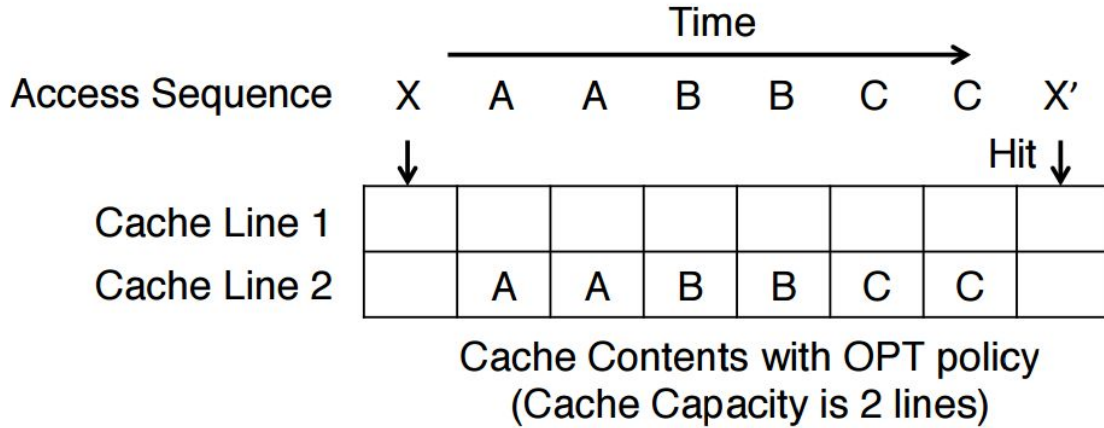 Time
Access Sequence X A A B B C C X’
Hit
Cache Line 1
Cache Line 2 A A B B C C
Cache Contents with OPT policy
(Cache Capacity is 2 lines)